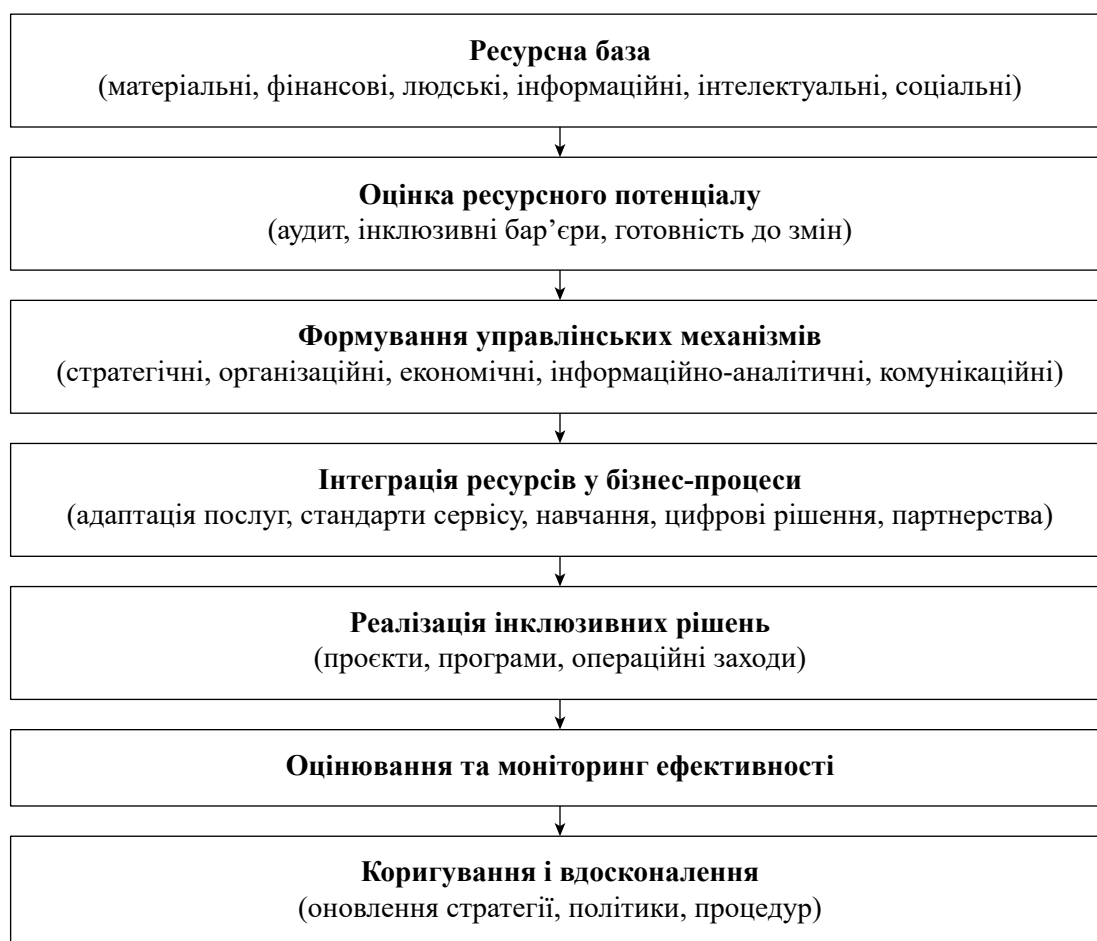 Ресурсна база
(матеріальні, фінансові, людські, інформаційні, інтелектуальні, соціальні)
Оцінка ресурсного потенціалу
(аудит, інклюзивні бар’єри, готовність до змін)
Формування управлінських механізмів
(стратегічні, організаційні, економічні, інформаційно-аналітичні, комунікаційні)
Інтеграція ресурсів у бізнес-процеси
(адаптація послуг, стандарти сервісу, навчання, цифрові рішення, партнерства)
Реалізація інклюзивних рішень
(проєкти, програми, операційні заходи)
Оцінювання та моніторинг ефективності
Коригування і вдосконалення
(оновлення стратегії, політики, процедур)